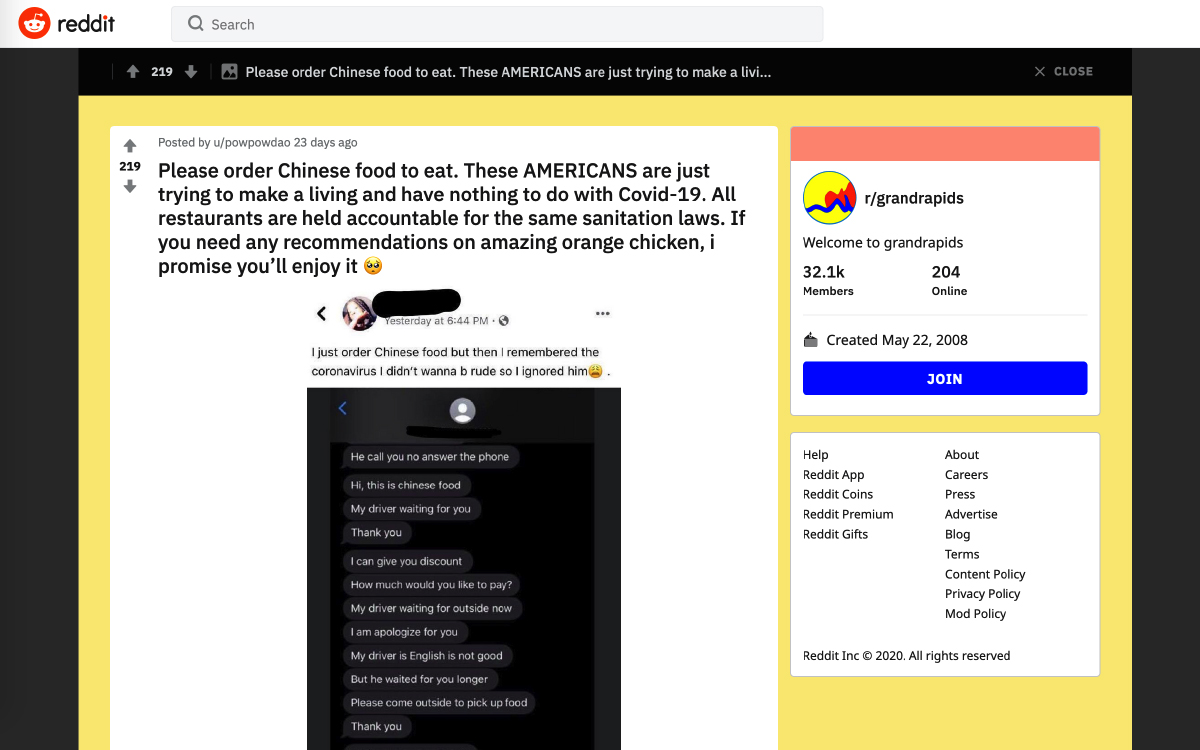 reddit
Search
219
Please order Chinese food to eat. These AMERICANS are just trying to make a livi...
CLOSE
Posted by u/powpowdao 23 days ago
219
Please order Chinese food to eat. These AMERICANS are just
trying to make a living and have nothing to do with Covid-19. All
restaurants are held accountable for the same sanitation laws. If
you need any recommendations on amazing orange chicken, i
promise you’ll enjoy it 🥺
Yesterday at 6:44 PM ·
I just order Chinese food but then I remembered the
coronavirus I didn't wanna b rude so I ignored him😩 .
He call you no answer the phone
Hi, this is chinese food
My driver waiting for you
Thank you
I can give you discount
How much would you like to pay?
My driver waiting for outside now
I am apologize for you
My driver is English is not good
But he waited for you longer
Please come outside to pick up food
Thank you
r/grandrapids
Welcome to grandrapids
32.1k
Members
204
Online
Created May 22, 2008
JOIN
Help
Reddit App
Reddit Coins
Reddit Premium
Reddit Gifts
About
Careers
Press
Advertise
Blog
Terms
Content Policy
Privacy Policy
Mod Policy
Reddit Inc © 2020. All rights reserved